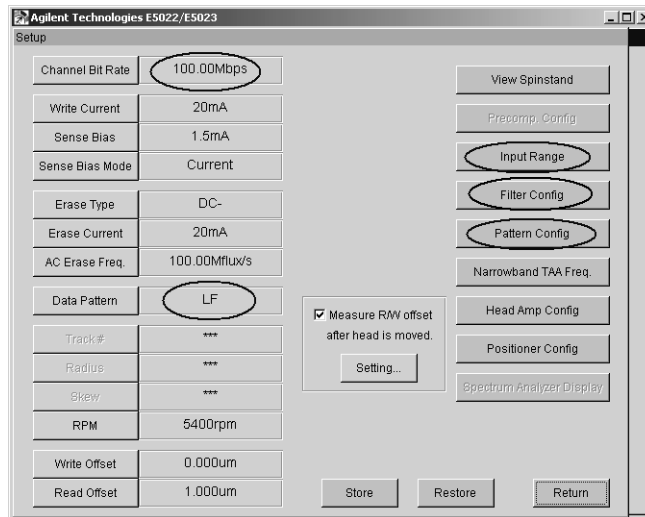 Agilent Technologies E5022/E5023
Setup
Channel Bit Rate 100.00Mbps
Write Current 20mA
Sense Bias 1.5mA
Sense Bias Mode Current
Erase Type DC-
Erase Current 20mA
AC Erase Freq. 100.00Mflux/s
Data Pattern LF
Track# ***
Radius ***
Skew ***
RPM 5400rpm
Write Offset 0.000um
Read Offset 1.000um
Measure R/W offset
after head is moved.
Setting...
View Spinstand
Precomp. Config
Input Range
Filter Config
Pattern Config
Narrowband TAA Freq.
Head Amp Config
Positioner Config
Spectrum Analyzer Display
Store Restore Return